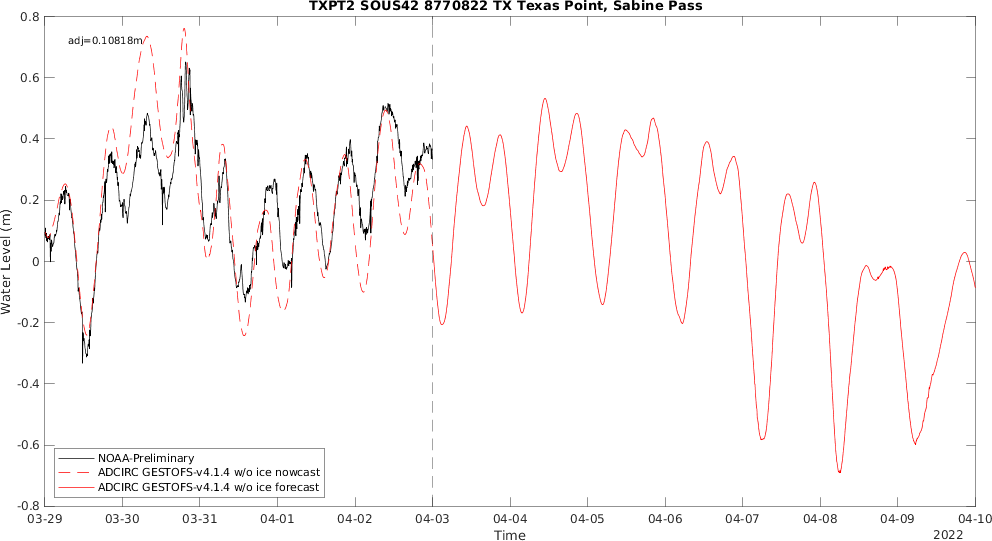 TXPT2 SOUS42 8770822 TX Texas Point, Sabine Pass
adj=0.10818m
0.8
0.6
0.4
0.2
0
-0.2
-0.4
-0.6
-0.8
Water Level (m)
NOAA-Preliminary
ADCIRC GESTOFS-v4.1.4 w/o ice nowcast
ADCIRC GESTOFS-v4.1.4 w/o ice forecast
03-29 03-30 03-31 04-01 04-02 04-03 04-04 04-05 04-06 04-07 04-08 04-09 04-10
Time
2022